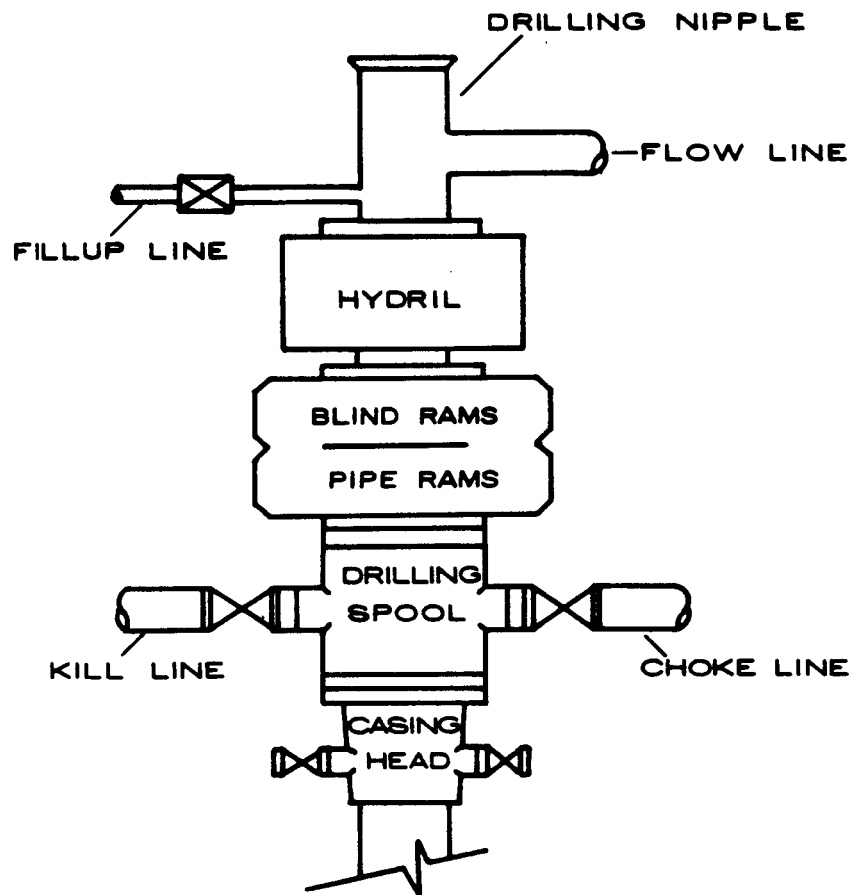 DRILLING NIPPLE
FLOW LINE
FILLUP LINE
HYDRIL
BLIND RAMS
PIPE RAMS
DRILLING
SPOOL
KILL LINE
CHOKE LINE
CASING
HEAD